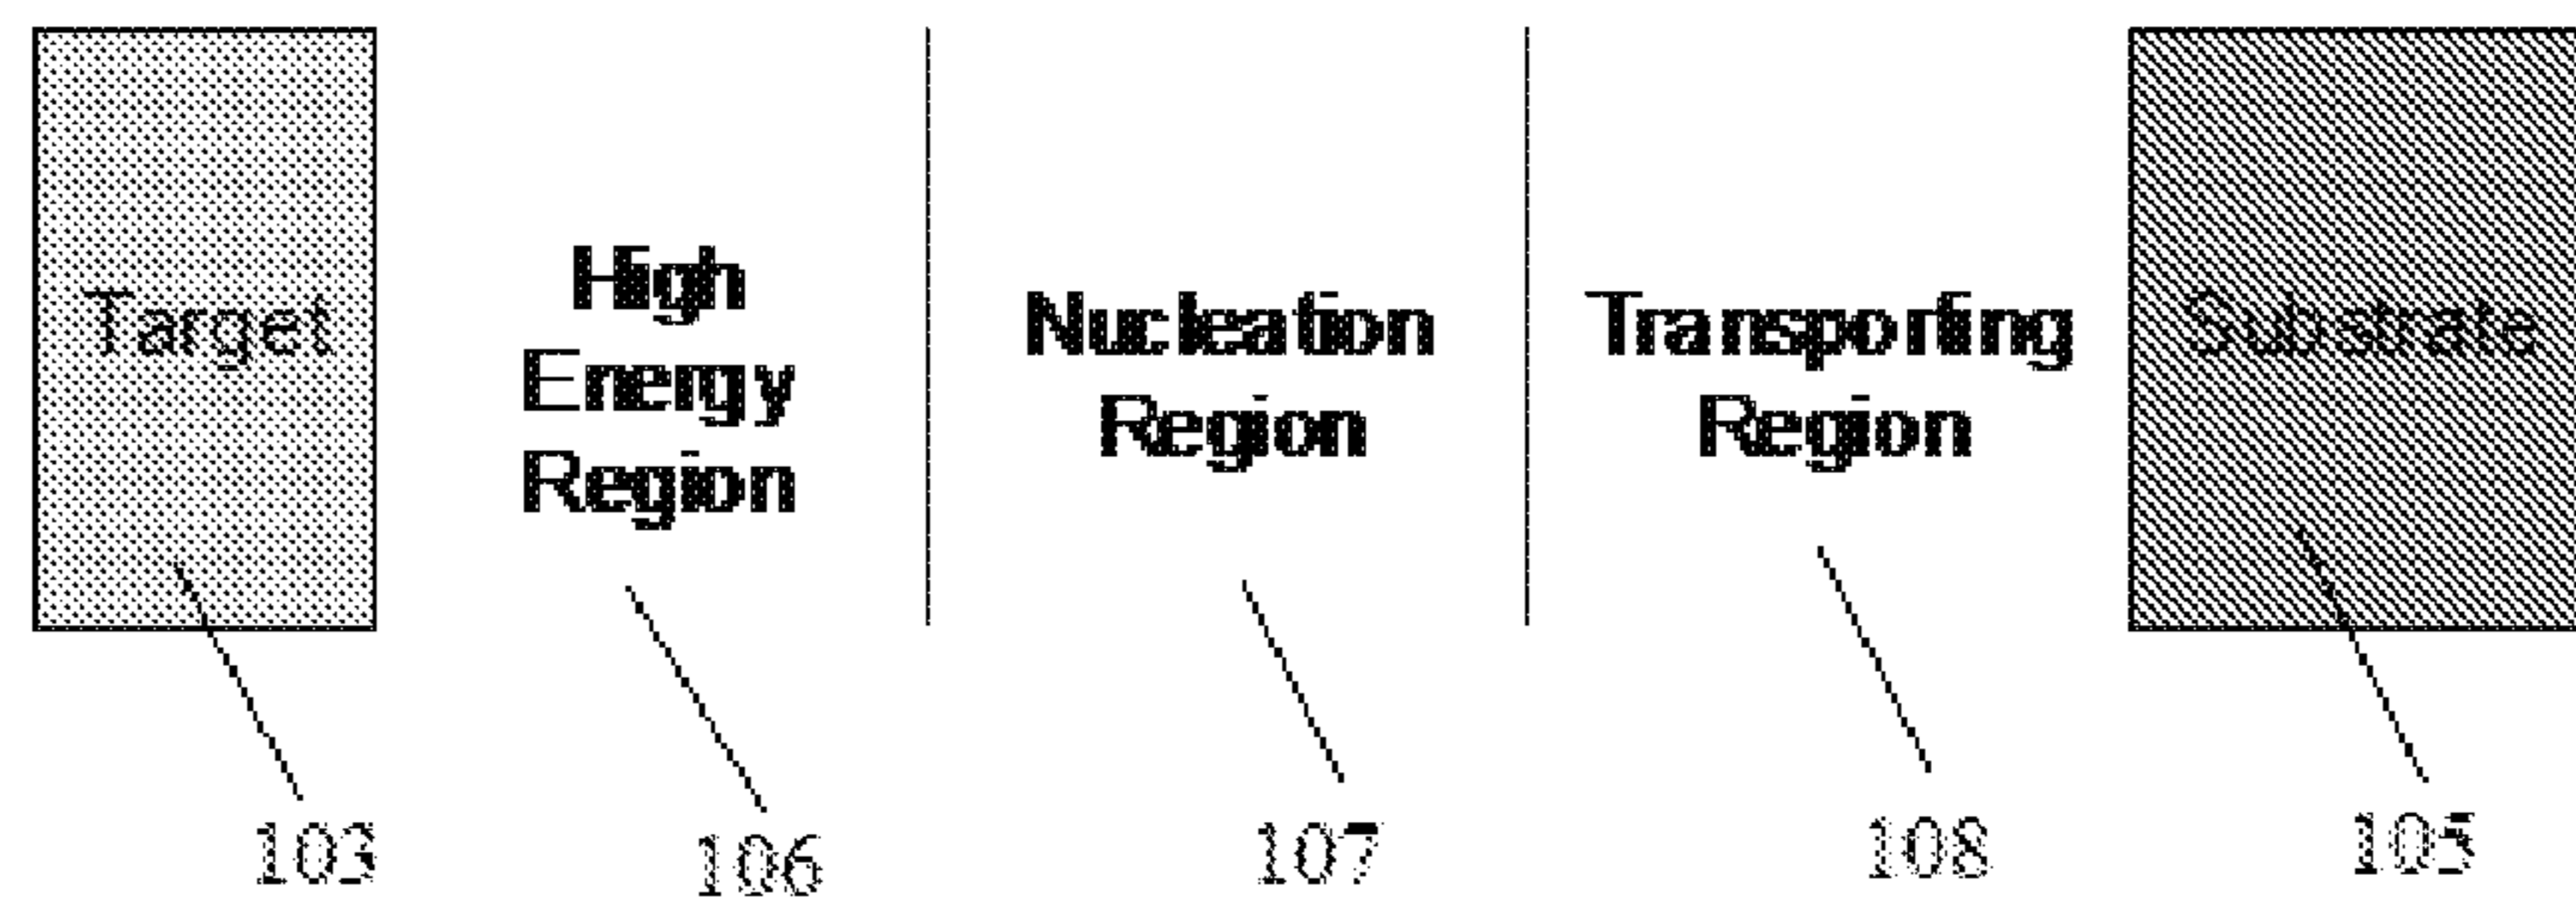 Target
High
Energy
Region
Nucleation
Region
Transporting
Region
Substrate
103
106
107
108
105